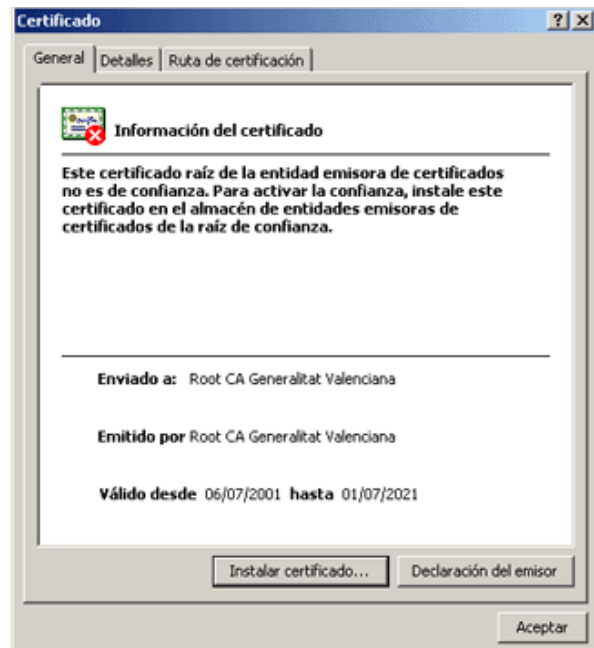 Certificado
General Detalles Ruta de certificación
Información del certificado
Este certificado raíz de la entidad emisora de certificados
no es de confianza. Para activar la confianza, instale este
certificado en el almacén de entidades emisoras de
certificados de la raíz de confianza.
Enviado a: Root CA Generalitat Valenciana
Emitido por Root CA Generalitat Valenciana
Válido desde 06/07/2001 hasta 01/07/2021
Instalar certificado... Declaración del emisor
Aceptar